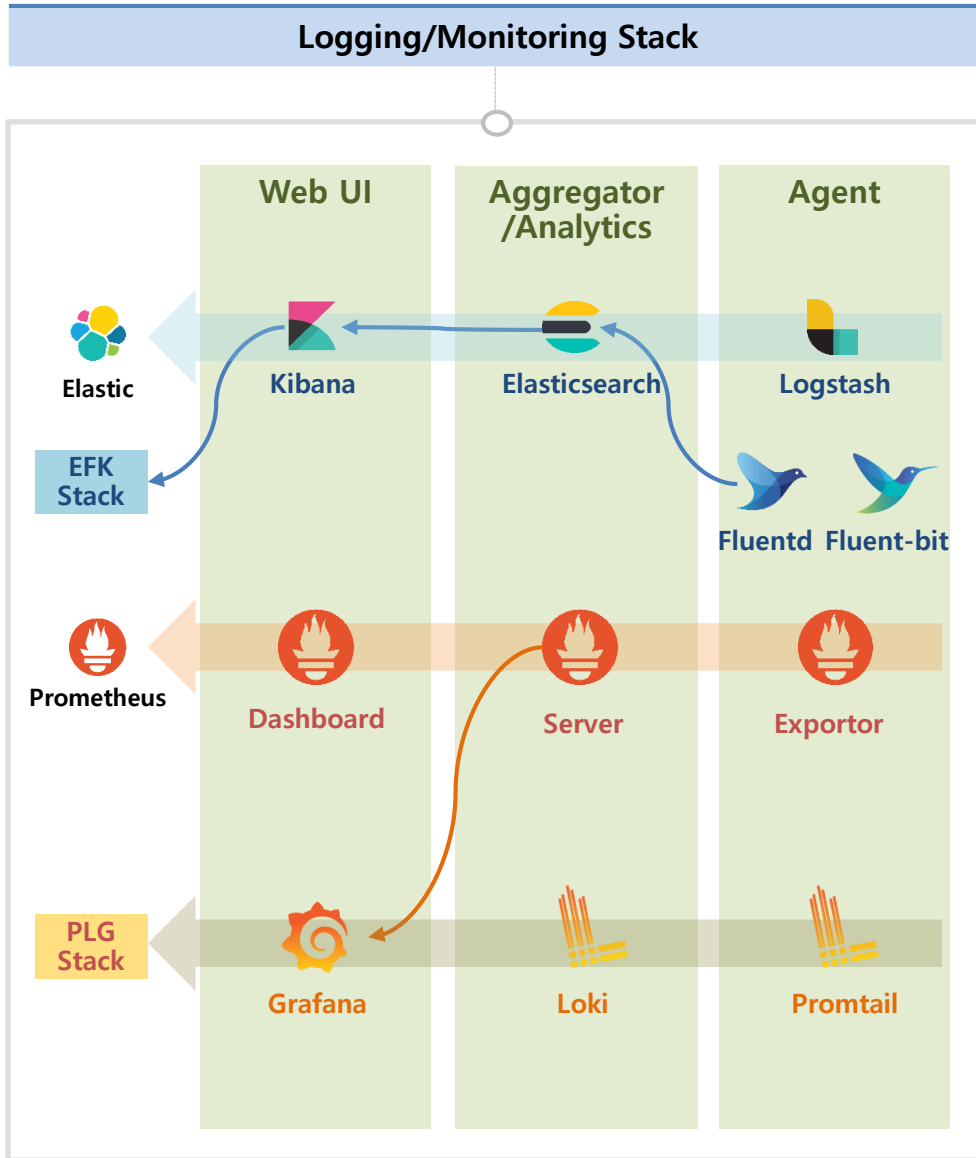 Logging/Monitoring Stack
Web UI
Aggregator
/Analytics
Agent
Elastic
Kibana
Elasticsearch
Logstash
EFK
Stack
Fluentd
Fluent-bit
Prometheus
Dashboard
Server
Exportor
PLG
Stack
Grafana
Loki
Promtail